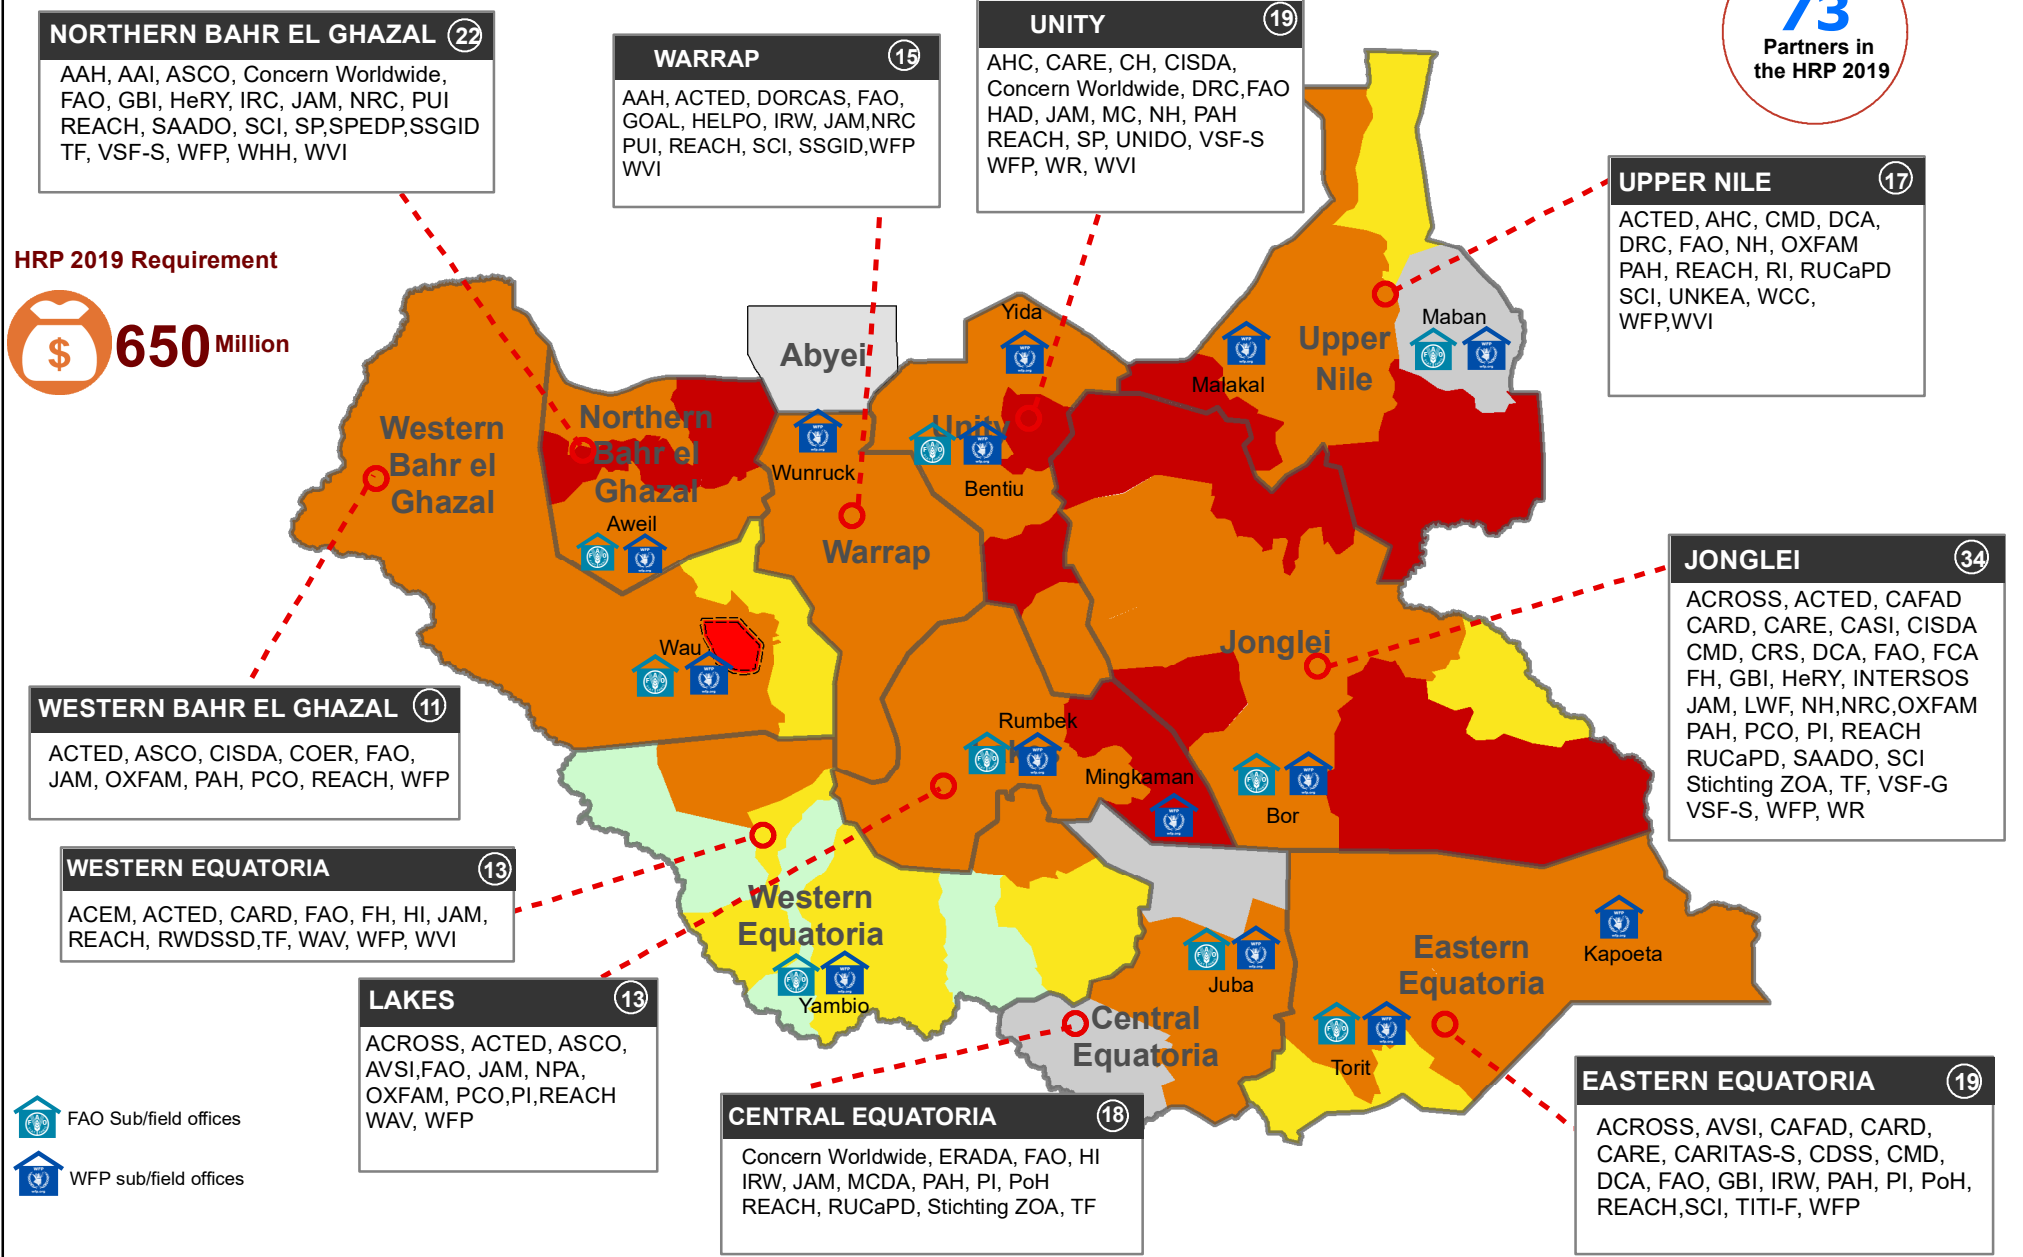 NORTHERN BAHR EL GHAZAL 22
AAH, AAI, ASCO, Concern Worldwide,
FAO, GBI, HeRY, IRC, JAM, NRC, PUI
REACH, SAADO, SCI, SP,SPEDP,SSGID
TF, VSF-S, WFP, WHH, WVI
WARRAP 15
AAH, ACTED, DORCAS, FAO,
GOAL, HELPO, IRW, JAM,NRC
PUI, REACH, SCI, SSGID,WFP
WVI
UNITY 19
AHC, CARE, CH, CISDA,
Concern Worldwide, DRC,FAO
HAD, JAM, MC, NH, PAH
REACH, SP, UNIDO, VSF-S
WFP, WR, WVI
73
Partners in
the HRP 2019
UPPER NILE 17
ACTED, AHC, CMD, DCA,
DRC, FAO, NH, OXFAM
PAH, REACH, RI, RUCaPD
SCI, UNKEA, WCC,
WFP,WVI
HRP 2019 Requirement
$ 650 Million
Abyei
Yida
Maban
Upper
Nile
Malakal
Western
Bahr el
Ghazal
Northern
Bahr el
Ghazal
Unity
Wunruck
Bentiu
Aweil
Warrap
JONGLEI 34
ACROSS, ACTED, CAFAD
CARD, CARE, CASI, CISDA
CMD, CRS, DCA, FAO, FCA
FH, GBI, HeRY, INTERSOS
JAM, LWF, NH,NRC,OXFAM
PAH, PCO, PI, REACH
RUCaPD, SAADO, SCI
Stichting ZOA, TF, VSF-G
VSF-S, WFP, WR
Jonglei
Wau
WESTERN BAHR EL GHAZAL 11
ACTED, ASCO, CISDA, COER, FAO,
JAM, OXFAM, PAH, PCO, REACH, WFP
Rumbek
Mingkaman
Bor
WESTERN EQUATORIA 13
ACEM, ACTED, CARD, FAO, FH, HI, JAM,
REACH, RWDSSD,TF, WAV, WFP, WVI
Western
Equatoria
Yambio
Kapoeta
Eastern
Equatoria
Juba
Central
Equatoria
Torit
LAKES 13
ACROSS, ACTED, ASCO,
AVSI,FAO, JAM, NPA,
OXFAM, PCO,PI,REACH
WAV, WFP
CENTRAL EQUATORIA 18
Concern Worldwide, ERADA, FAO, HI
IRW, JAM, MCDA, PAH, PI, PoH
REACH, RUCaPD, Stichting ZOA, TF
EASTERN EQUATORIA 19
ACROSS, AVSI, CAFAD, CARD,
CARE, CARITAS-S, CDSS, CMD,
DCA, FAO, GBI, IRW, PAH, PI, PoH,
REACH,SCI, TITI-F, WFP
FAO Sub/field offices
WFP sub/field offices